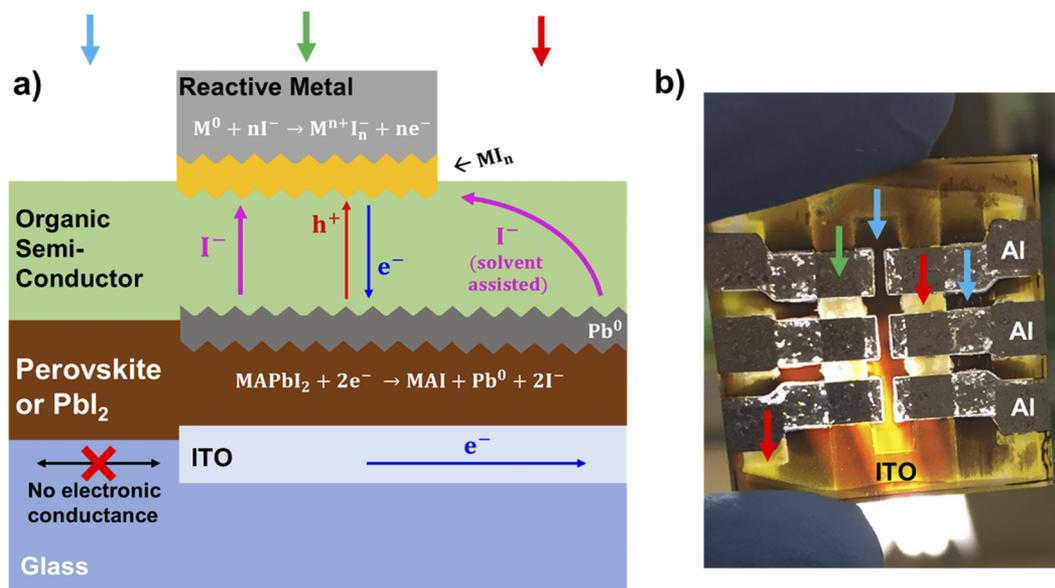 a)
Reactive Metal
M⁰ + nI⁻ → Mⁿ⁺Iₙ⁻ + ne⁻
← MIₙ
Organic
Semi-
Conductor
I⁻
h⁺
e⁻
I⁻
(solvent
assisted)
Pb⁰
Perovskite
or PbI₂
MAPbI₂ + 2e⁻ → MAI + Pb⁰ + 2I⁻
ITO
e⁻
No electronic
conductance
Glass
b)
Al
Al
Al
ITO